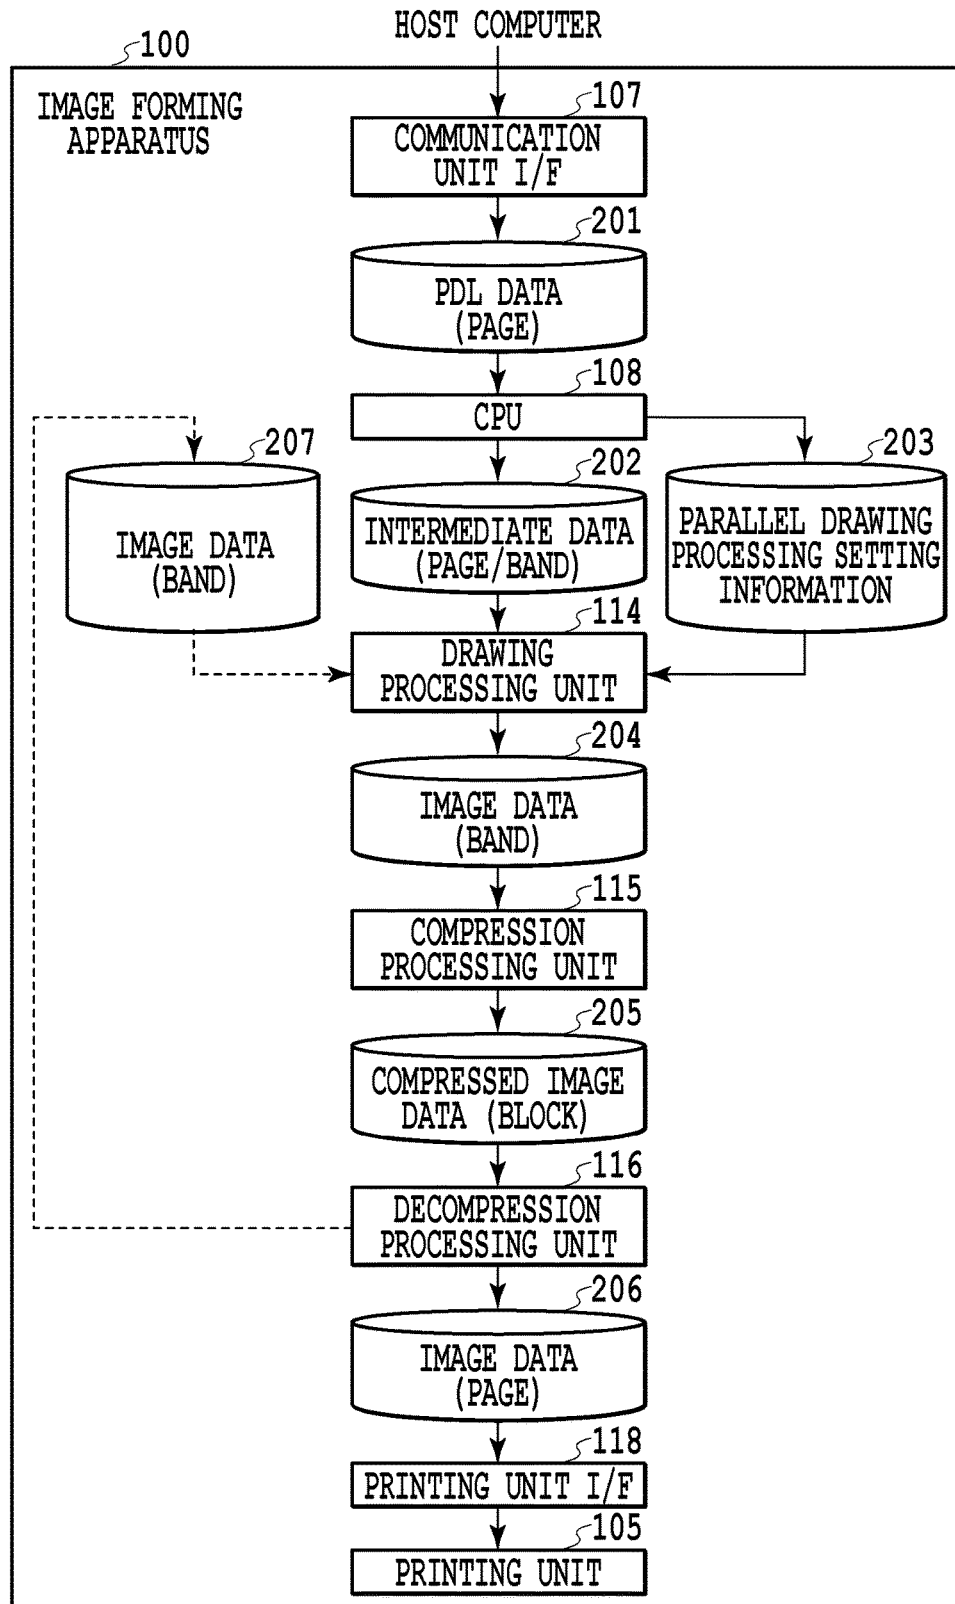 HOST COMPUTER
100
IMAGE FORMING
APPARATUS
107
COMMUNICATION
UNIT I/F
201
PDL DATA
(PAGE)
108
CPU
207
IMAGE DATA
(BAND)
202
INTERMEDIATE DATA
(PAGE/BAND)
203
PARALLEL DRAWING
PROCESSING SETTING
INFORMATION
114
DRAWING
PROCESSING UNIT
204
IMAGE DATA
(BAND)
115
COMPRESSION
PROCESSING UNIT
205
COMPRESSED IMAGE
DATA (BLOCK)
116
DECOMPRESSION
PROCESSING UNIT
206
IMAGE DATA
(PAGE)
118
PRINTING UNIT I/F
105
PRINTING UNIT